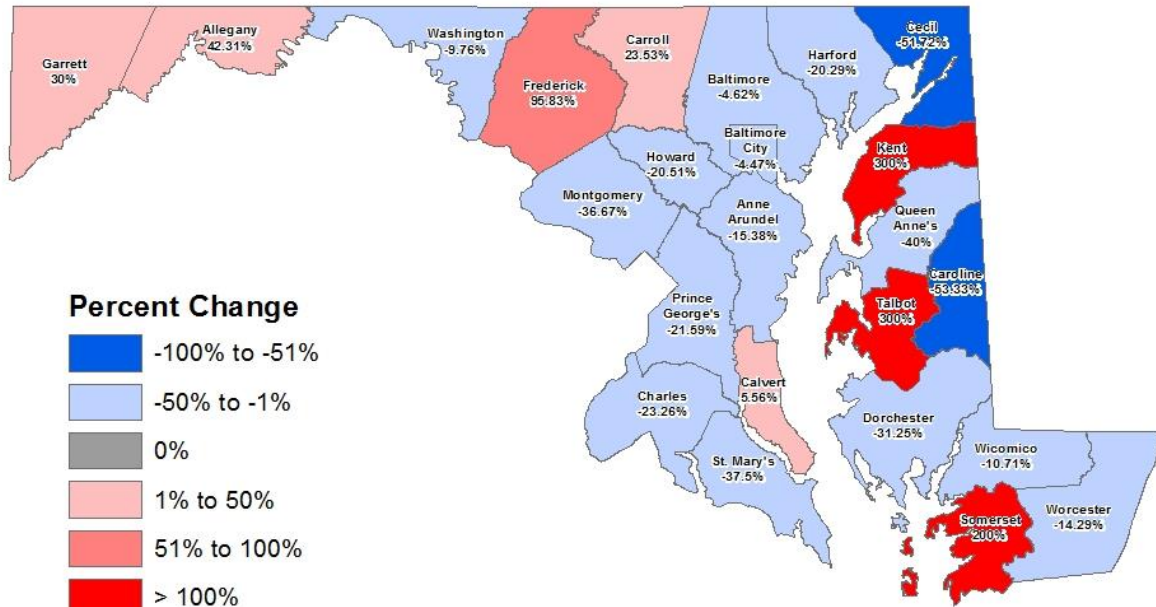 Garrett
30%
Allegany
42.31%
Washington
-9.76%
Frederick
95.83%
Carroll
23.53%
Baltimore
-4.62%
Harford
-20.29%
Cecil
-51.72%
Baltimore
City
-4.47%
Howard
-20.51%
Montgomery
-36.67%
Anne
Arundel
-15.38%
Kent
300%
Queen
Anne's
-40%
Caroline
-53.33%
Talbot
300%
Prince
George's
-21.59%
Calvert
5.56%
Charles
-23.26%
St. Mary's
-37.5%
Dorchester
-31.25%
Wicomico
-10.71%
Somerset
200%
Worcester
-14.29%
Percent Change
-100% to -51%
-50% to -1%
0%
1% to 50%
51% to 100%
> 100%